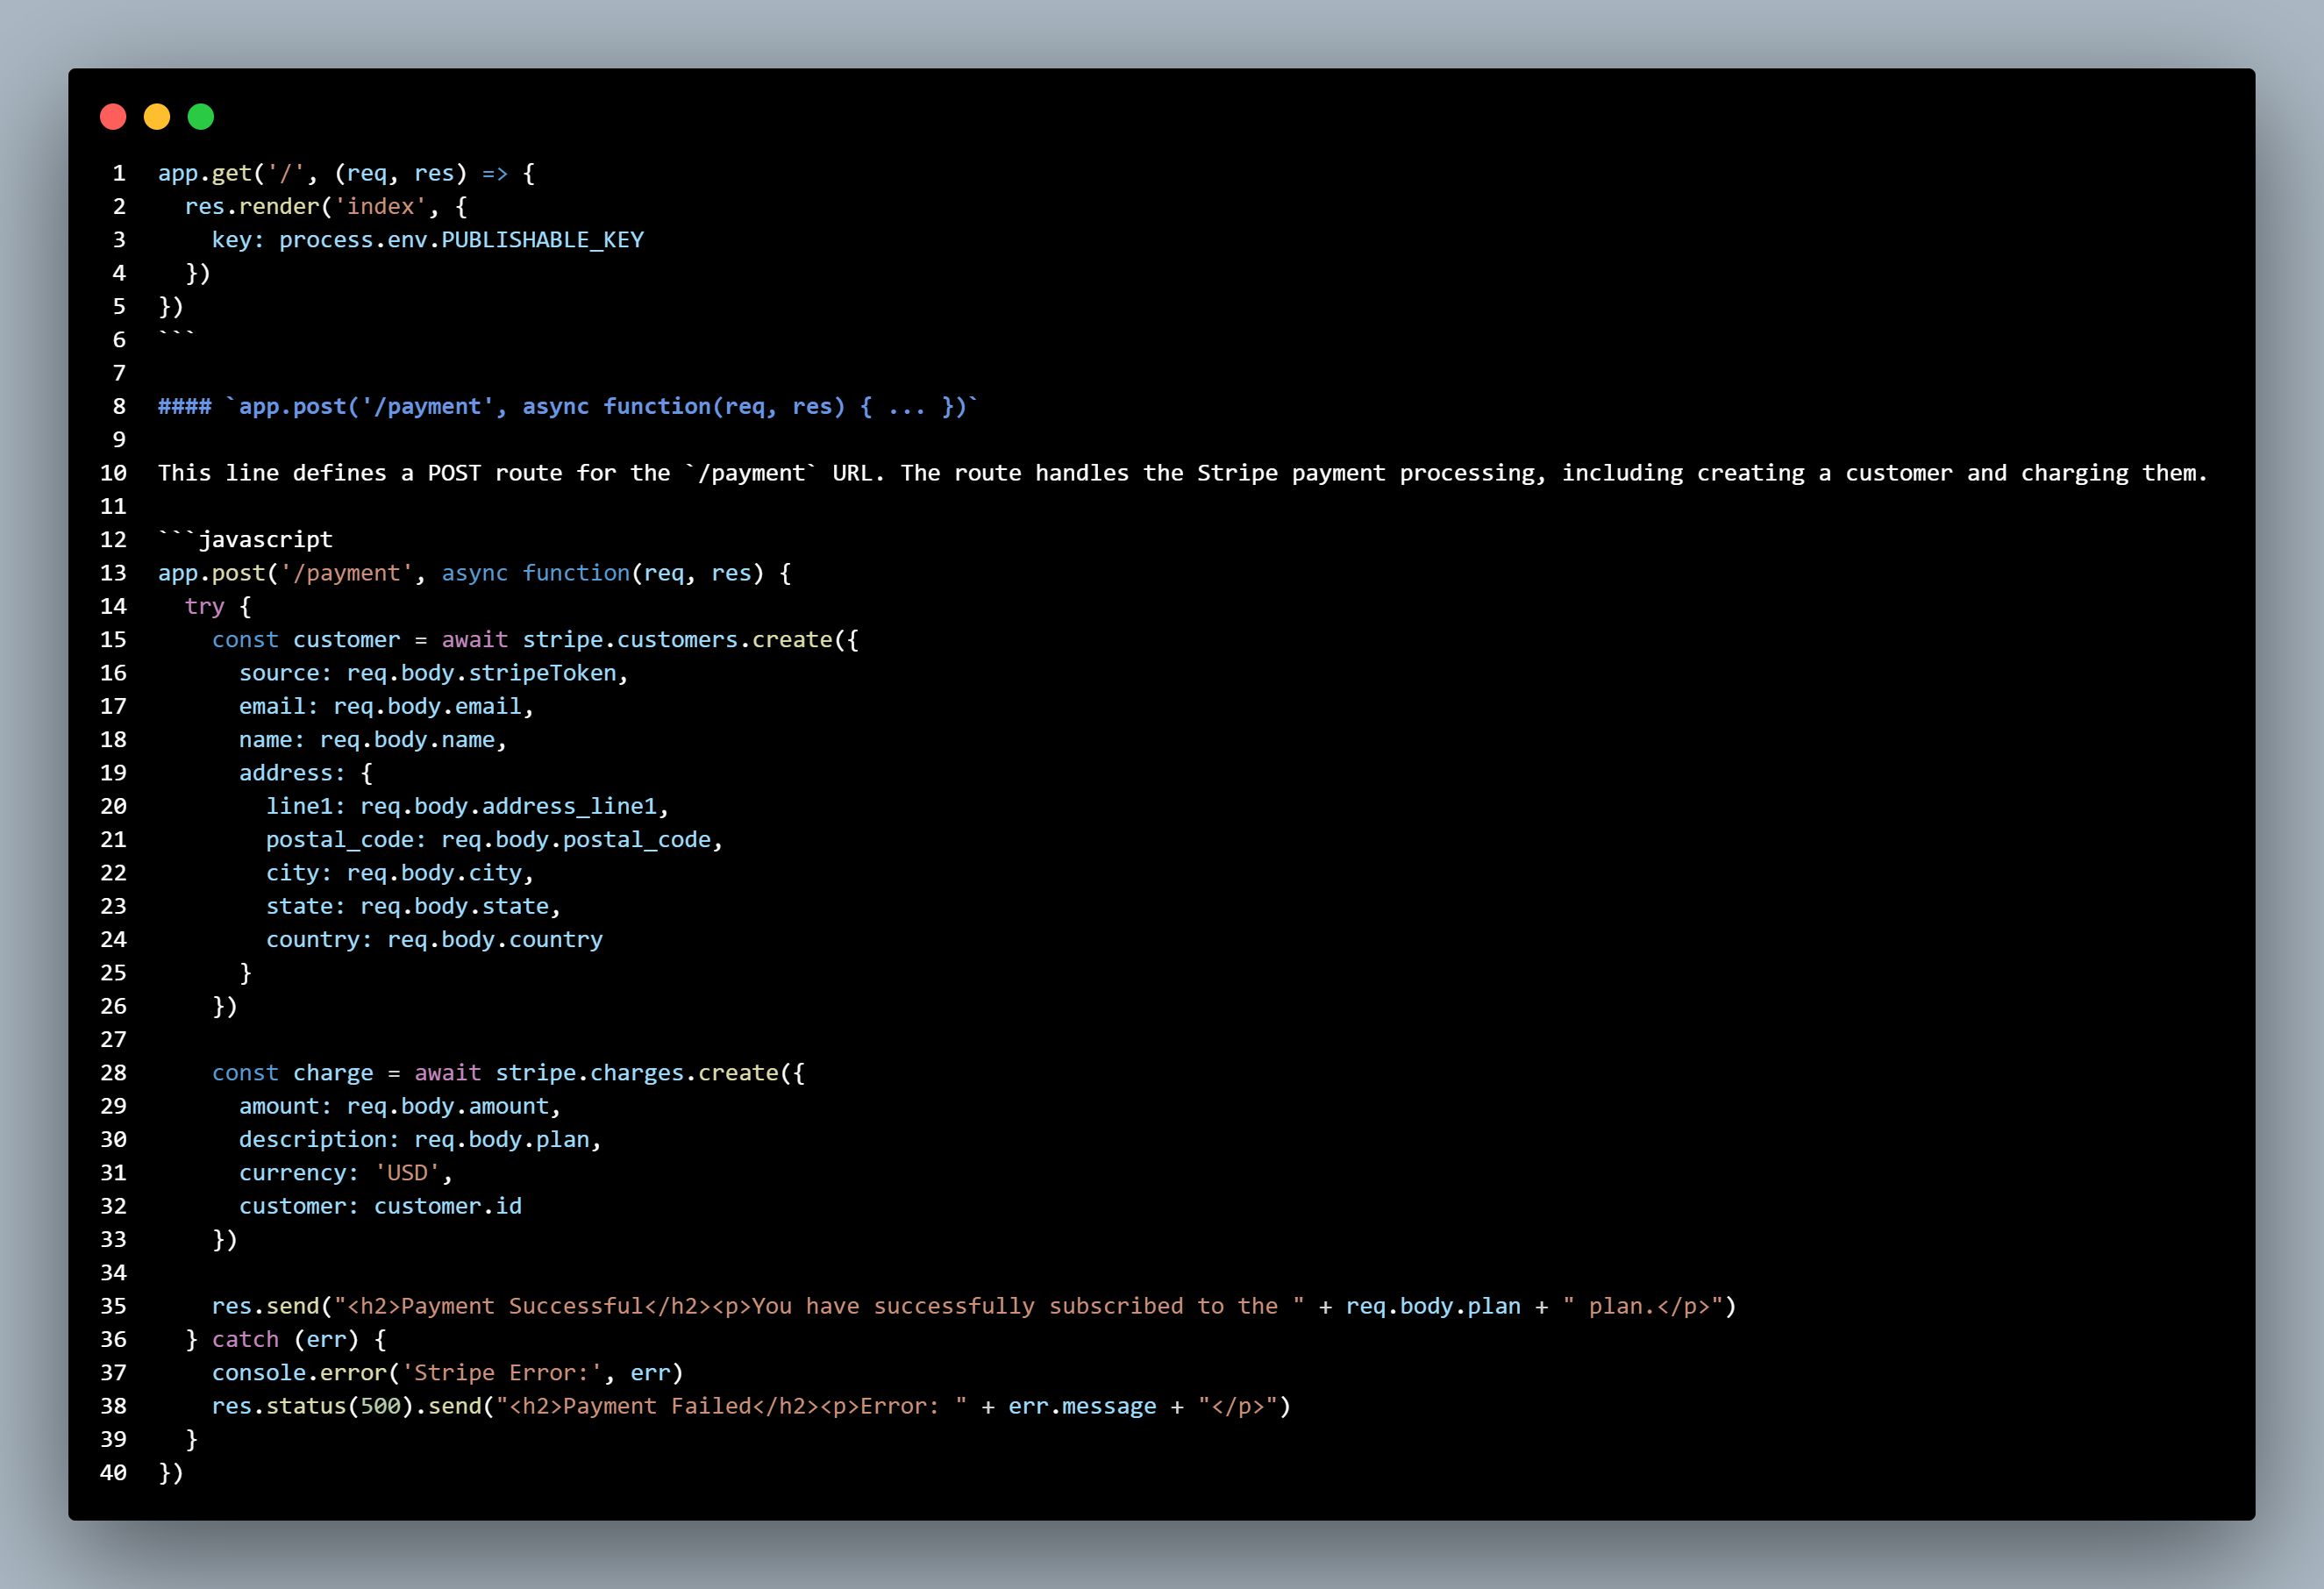 1 app.get('/', (req, res) => {
2   res.render('index', {
3     key: process.env.PUBLISHABLE_KEY
4   })
5 })
6 ```
7
8 #### `app.post('/payment', async function(req, res) { ... })`
9
10 This line defines a POST route for the `/payment` URL. The route handles the Stripe payment processing, including creating a customer and charging them.
11
12 ```javascript
13 app.post('/payment', async function(req, res) {
14   try {
15     const customer = await stripe.customers.create({
16       source: req.body.stripeToken,
17       email: req.body.email,
18       name: req.body.name,
19       address: {
20         line1: req.body.address_line1,
21         postal_code: req.body.postal_code,
22         city: req.body.city,
23         state: req.body.state,
24         country: req.body.country
25       }
26     })
27
28     const charge = await stripe.charges.create({
29       amount: req.body.amount,
30       description: req.body.plan,
31       currency: 'USD',
32       customer: customer.id
33     })
34
35     res.send("<h2>Payment Successful</h2><p>You have successfully subscribed to the " + req.body.plan + " plan.</p>")
36   } catch (err) {
37     console.error('Stripe Error:', err)
38     res.status(500).send("<h2>Payment Failed</h2><p>Error: " + err.message + "</p>")
39   }
40 })